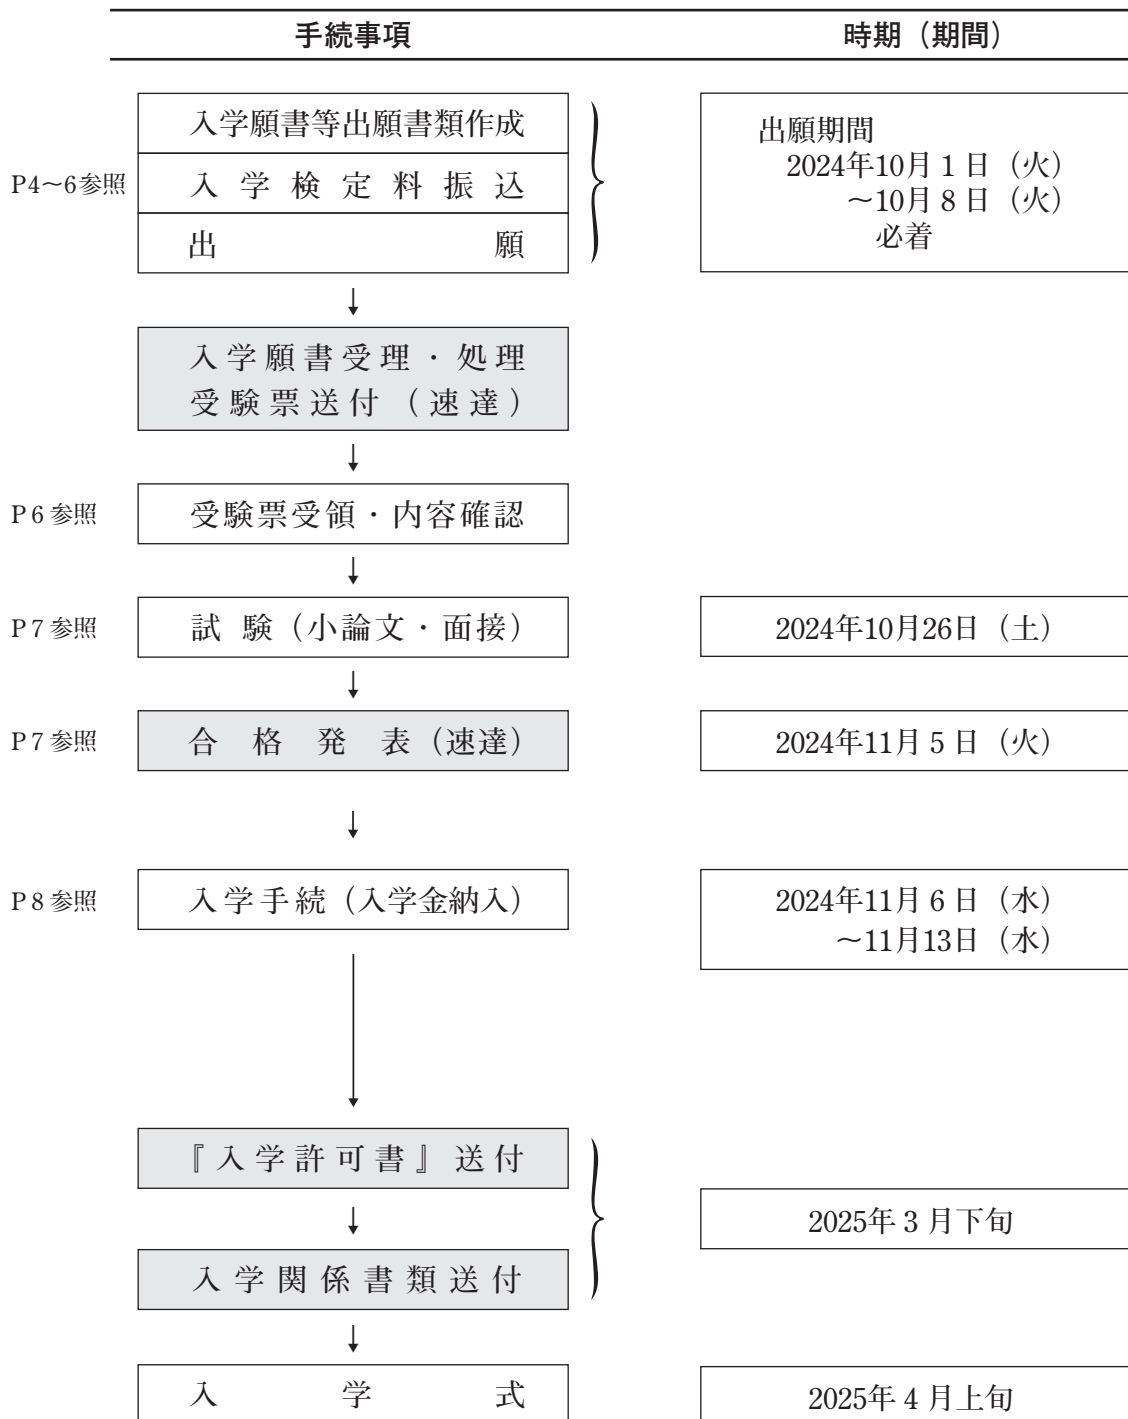 手続事項 時期（期間）
入学願書等出願書類作成
P4～6参照 入学検定料振込
出願
出願期間
2024年10月1日（火）
～10月8日（火）
必着
入学願書受理・処理
受験票送付（速達）
P6参照 受験票受領・内容確認
P7参照 試験（小論文・面接） 2024年10月26日（土）
P7参照 合格発表（速達） 2024年11月5日（火）
P8参照 入学手続（入学金納入） 2024年11月6日（水）
～11月13日（水）
『入学許可書』送付
2025年3月下旬
入学関係書類送付
入学式 2025年4月上旬